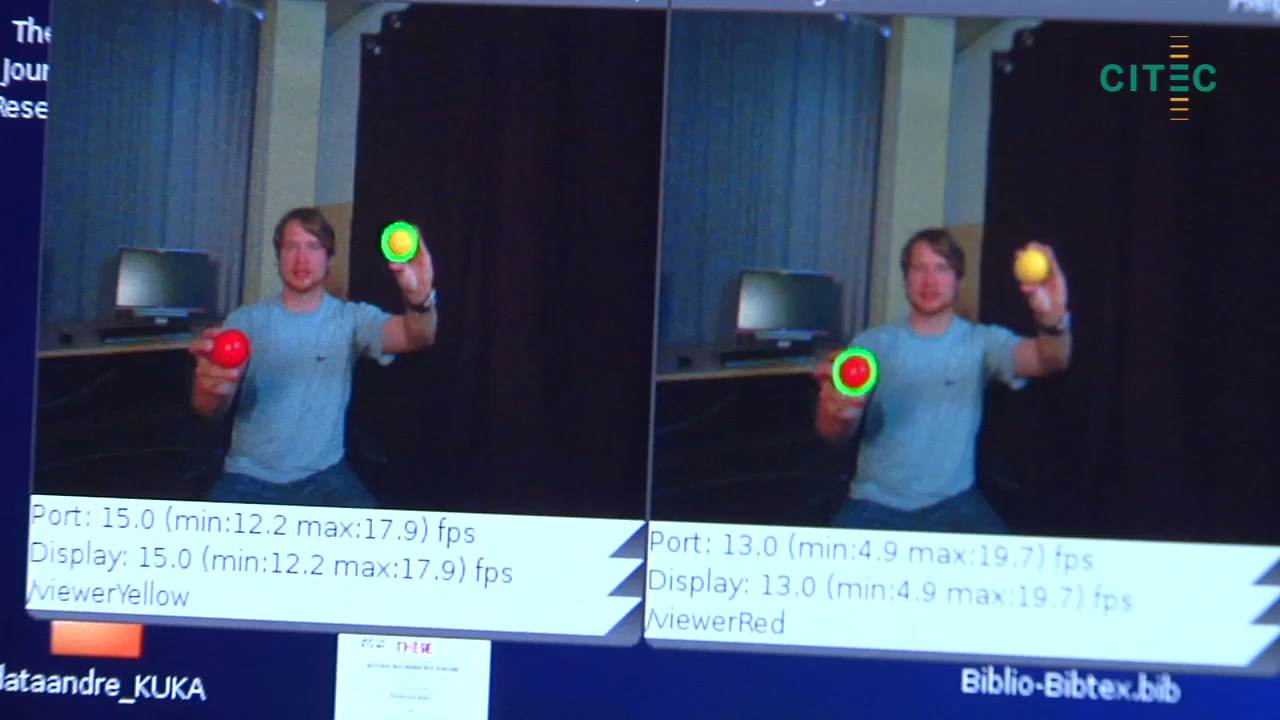 The
Jour
Rese
CITEC
Port: 15.0 (min:12.2 max:17.9) fps
Display: 15.0 (min:12.2 max:17.9) fps
/viewerYellow
Port: 13.0 (min:4.9 max:19.7) fps
Display: 13.0 (min:4.9 max:19.7) fps
/viewerRed
dataandre_KUKA
THESE
Biblio-Bibtex.bib